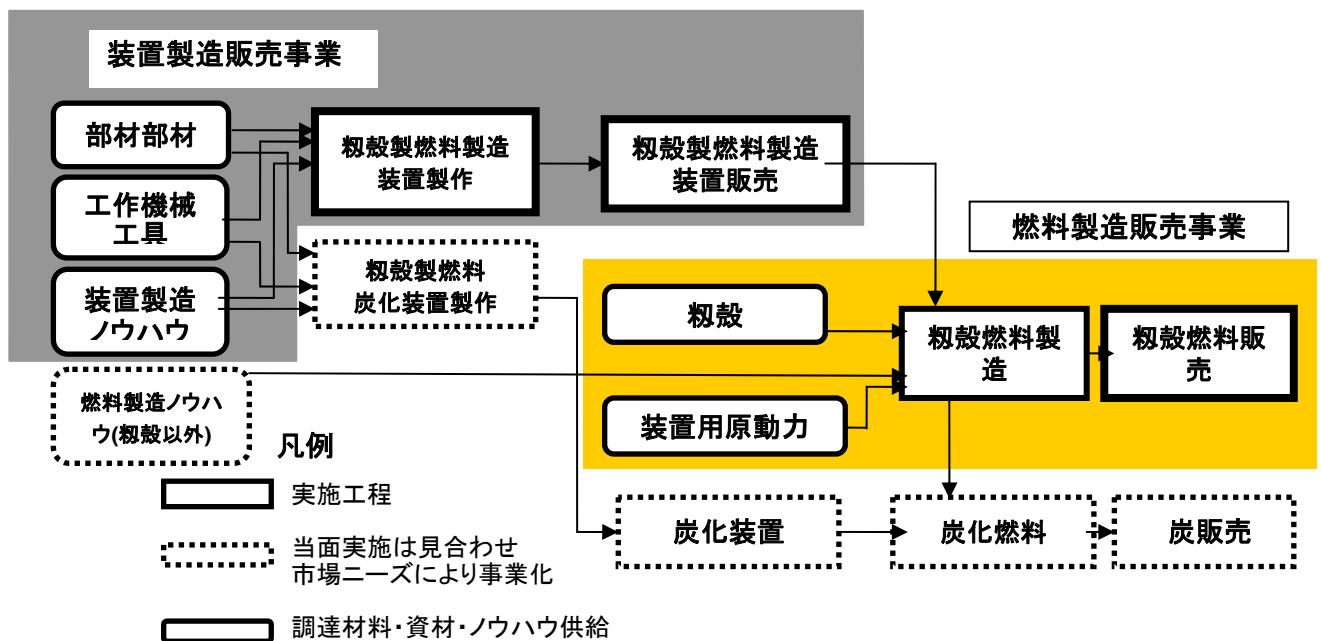 装置製造販売事業
部材部材
籾殻製燃料製造
装置製作
籾殻製燃料製造
装置販売
工作機械
工具
燃料製造販売事業
籾殻製燃料
炭化装置製作
装置製造
ノウハウ
籾殻
籾殻燃料製
造
籾殻燃料販
売
燃料製造ノウハ
ウ(籾殻以外)
装置用原動力
凡例
実施工程
炭化装置
炭化燃料
炭販売
当面実施は見合わせ
市場ニーズにより事業化
調達材料・資材・ノウハウ供給